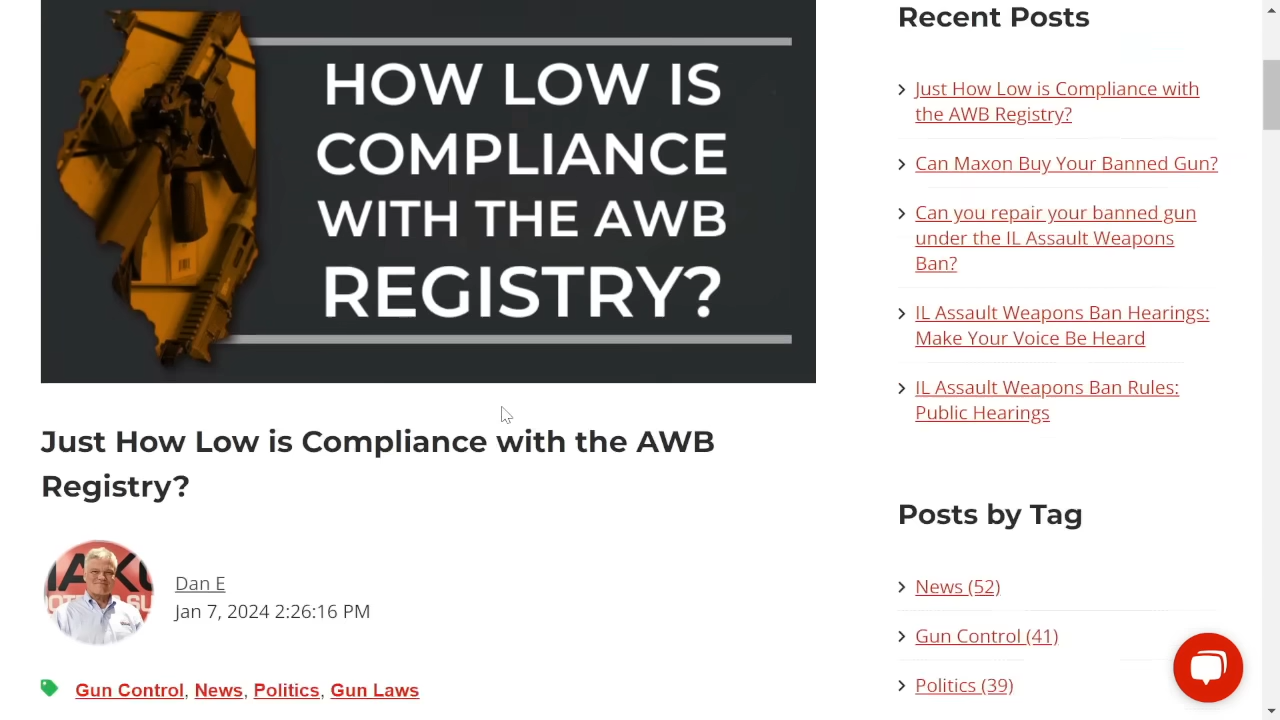 HOW LOW IS
COMPLIANCE
WITH THE AWB
REGISTRY?
Just How Low is Compliance with the AWB
Registry?
Dan E
Jan 7, 2024 2:26:16 PM
Gun Control, News, Politics, Gun Laws
Recent Posts
Just How Low is Compliance with
the AWB Registry?
Can Maxon Buy Your Banned Gun?
Can you repair your banned gun
under the IL Assault Weapons
Ban?
IL Assault Weapons Ban Hearings:
Make Your Voice Be Heard
IL Assault Weapons Ban Rules:
Public Hearings
Posts by Tag
News (52)
Gun Control (41)
Politics (39)